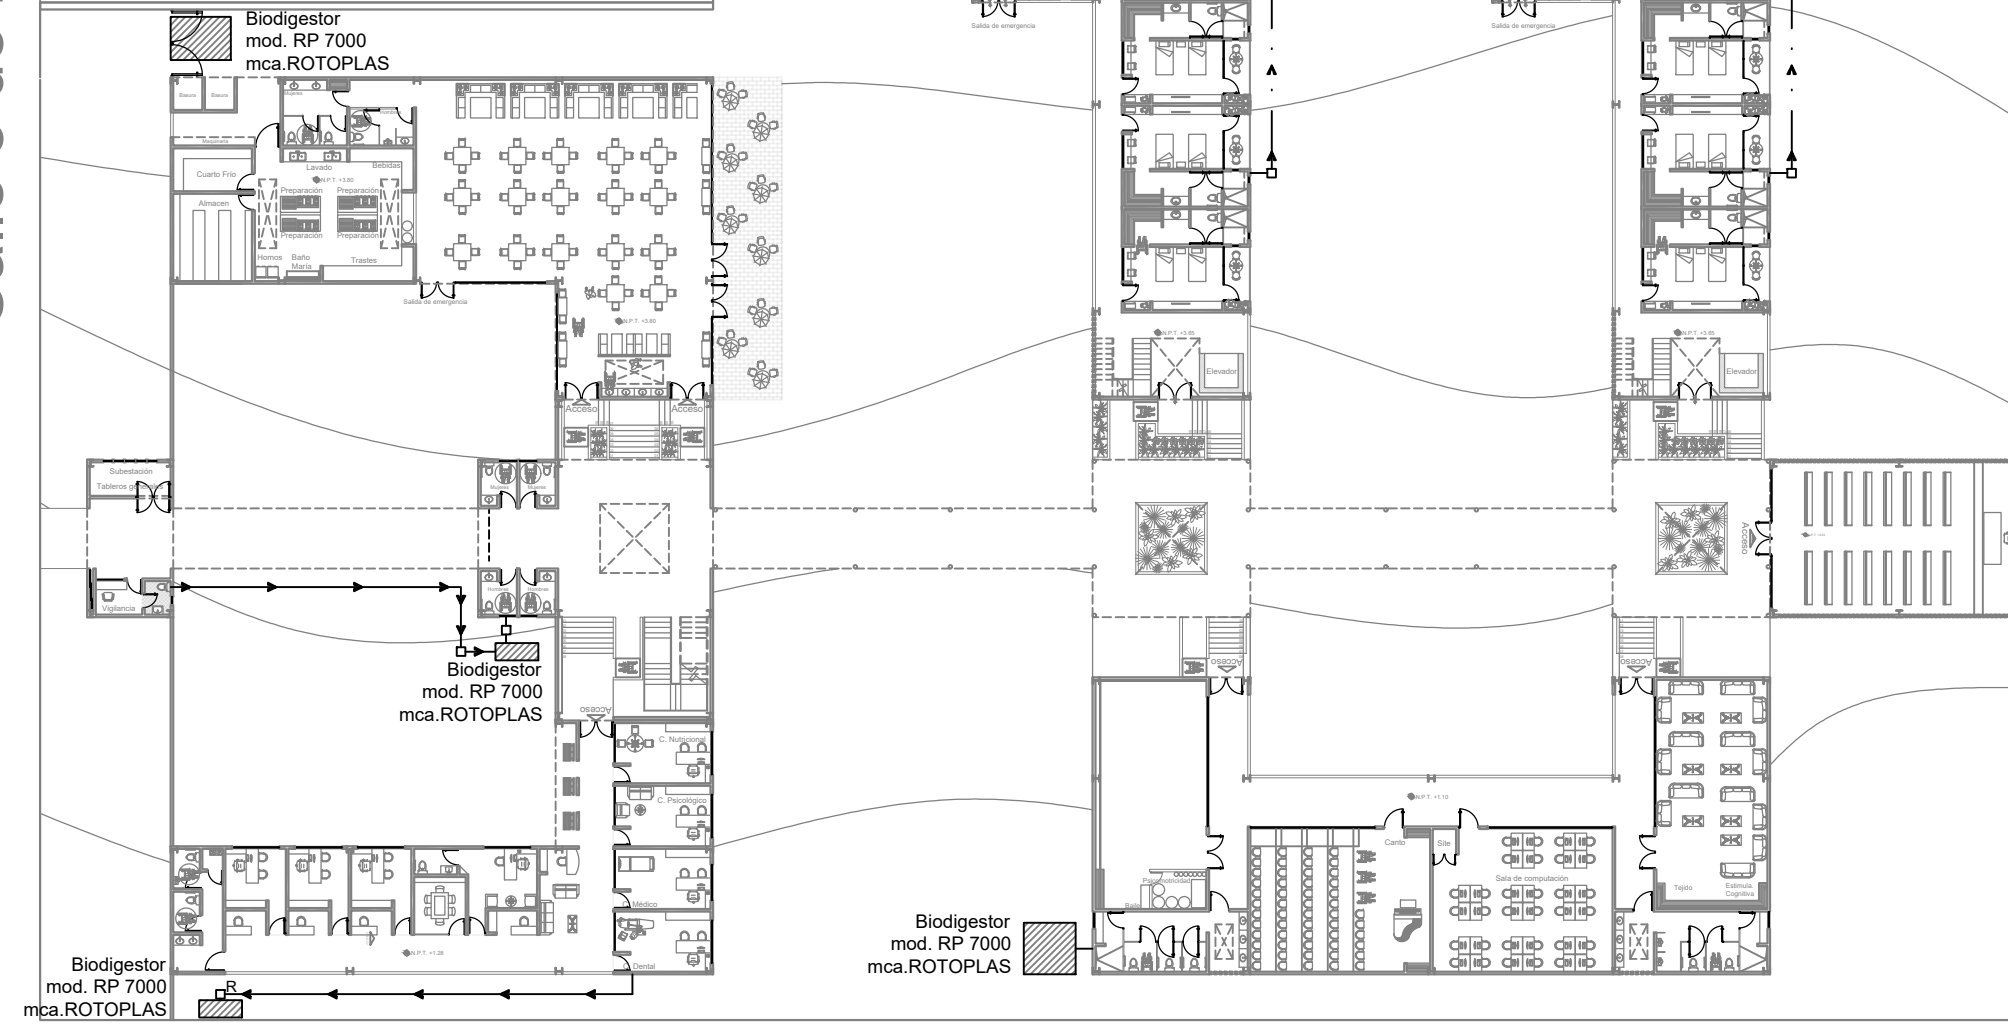 Biodigestor
mod. RP 7000
mca.ROTOPLAS
Salida de emergencia
Salida de emergencia
Basura
Basura
Mujeres
Maquinaria
Lavado
Bebidas
N.P.T. +3.80
Cuarto Frío
Preparación
Preparación
Almacen
Preparación
Preparación
Hornos
Baño
María
Trastes
Salida de emergencia
N.P.T. +3.80
N.P.T. +3.65
N.P.T. +3.65
Elevador
Elevador
Acceso
Acceso
Subestación
Tableros generales
Mujeres
Mujeres
Acceso
Vigilancia
Hombres
Hombres
Biodigestor
mod. RP 7000
mca.ROTOPLAS
Acceso
Acceso
Acceso
C. Nutricional
C. Psicológico
N.P.T. +1.10
Canto
Site
Sala de computación
Psicomotricidad
Baile
Tejido
Estimula.
Cognitiva
C. Médico
Biodigestor
mod. RP 7000
mca.ROTOPLAS
N.P.T. +1.28
Dental
Biodigestor
mod. RP 7000
mca.ROTOPLAS
R